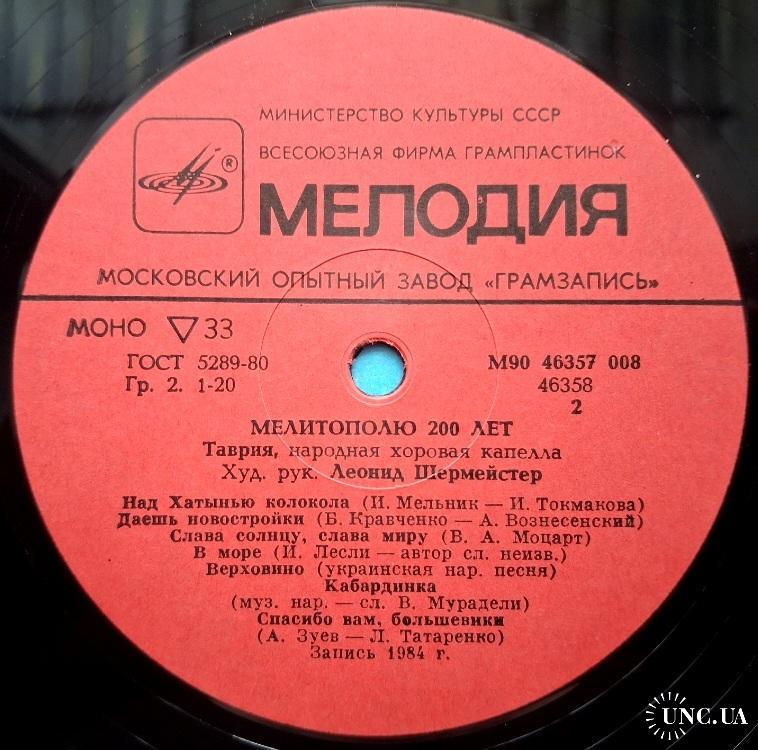 МИНИСТЕРСТВО КУЛЬТУРЫ СССР
ВСЕСОЮЗНАЯ ФИРМА ГРАМПЛАСТИНОК
®
МЕЛОДИЯ
МОСКОВСКИЙ ОПЫТНЫЙ ЗАВОД «ГРАМЗАПИСЬ»
МОНО ▽ 33
ГОСТ 5289-80 М90 46357 008
Гр. 2. 1-20 46358
2
МЕЛИТОПОЛЮ 200 ЛЕТ
Таврия, народная хоровая капелла
Худ. рук. Леонид Шермейстер
Над Хатынью колокола (И. Мельник — И. Токмакова)
Даешь новостройки (Б. Кравченко — А. Вознесенский)
Слава солнцу, слава миру (В. А. Моцарт)
В море (И. Лесли — автор сл. неизв.)
Верховино (украинская нар. песня)
Кабардинка
(муз. нар. — сл. В. Мурадели)
Спасибо вам, большевики
(А. Зуев — Л. Татаренко)
Запись 1984 г.
UNC.UA